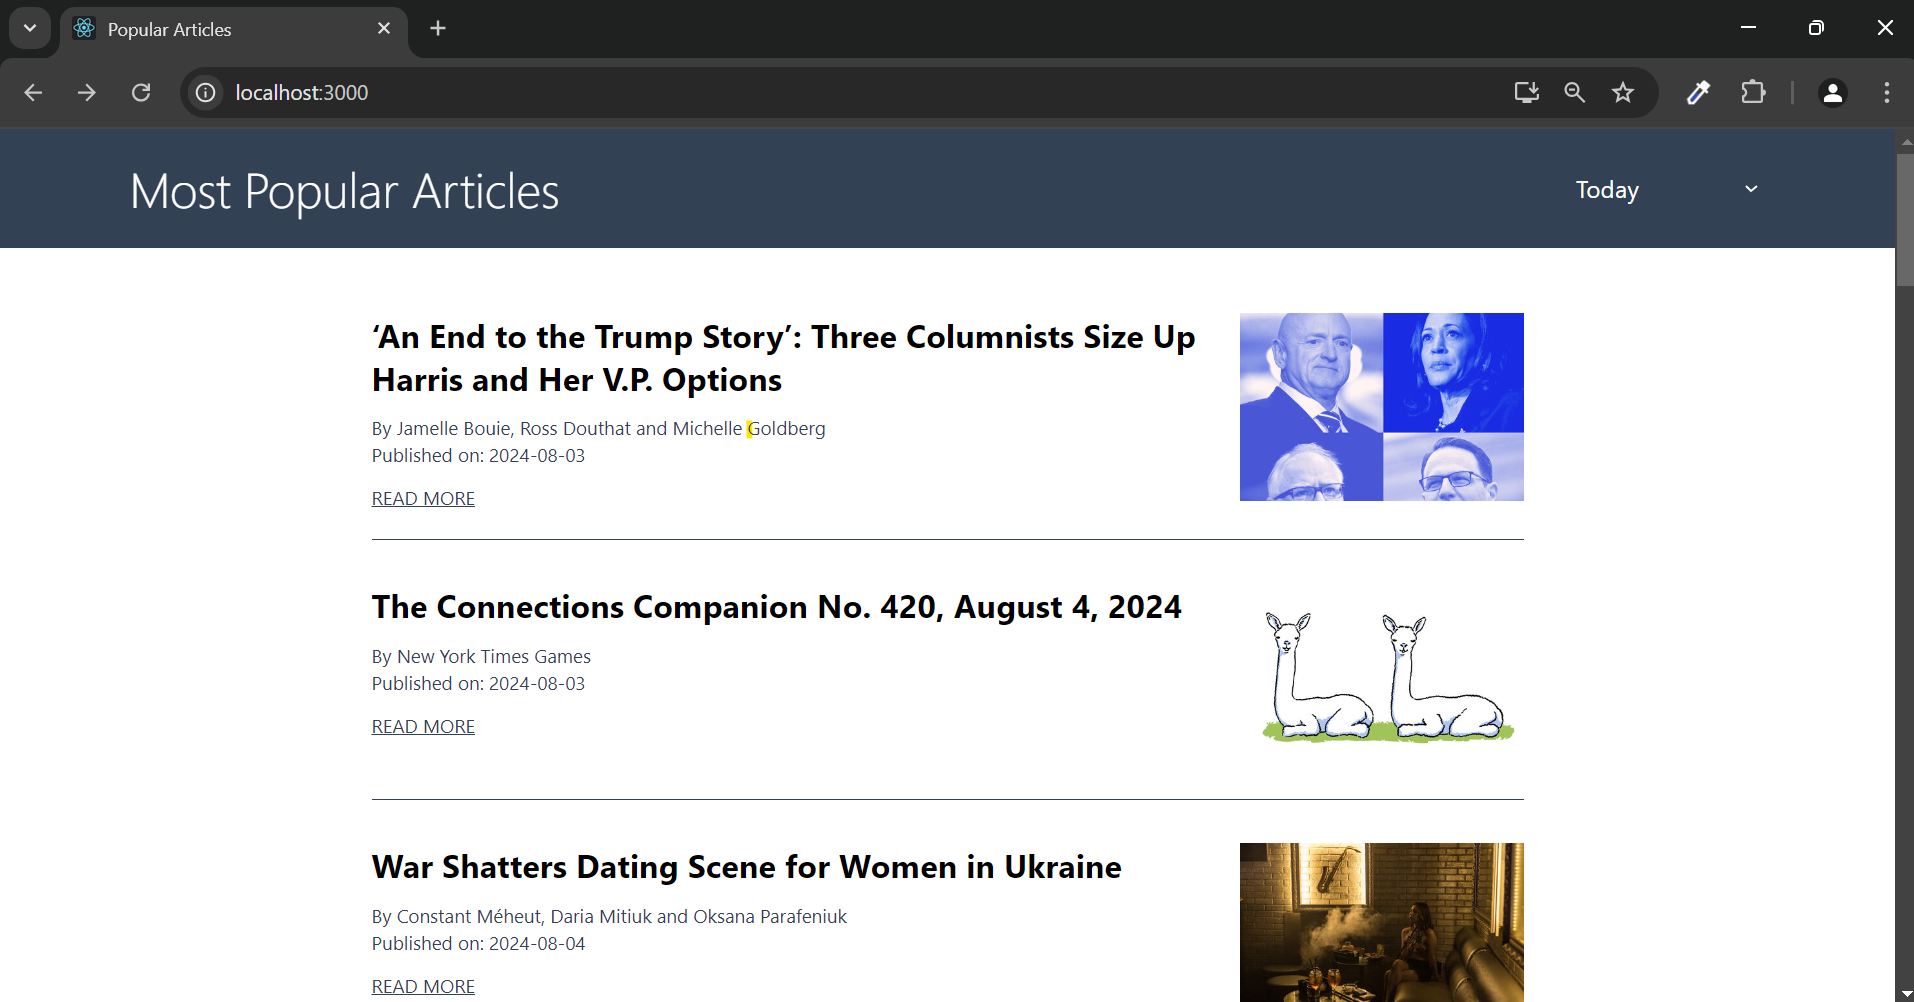 Popular Articles
localhost:3000
Most Popular Articles
Today
‘An End to the Trump Story’: Three Columnists Size Up
Harris and Her V.P. Options
By Jamelle Bouie, Ross Douthat and Michelle Goldberg
Published on: 2024-08-03
READ MORE
The Connections Companion No. 420, August 4, 2024
By New York Times Games
Published on: 2024-08-03
READ MORE
War Shatters Dating Scene for Women in Ukraine
By Constant Méheut, Daria Mitiuk and Oksana Parafeniuk
Published on: 2024-08-04
READ MORE